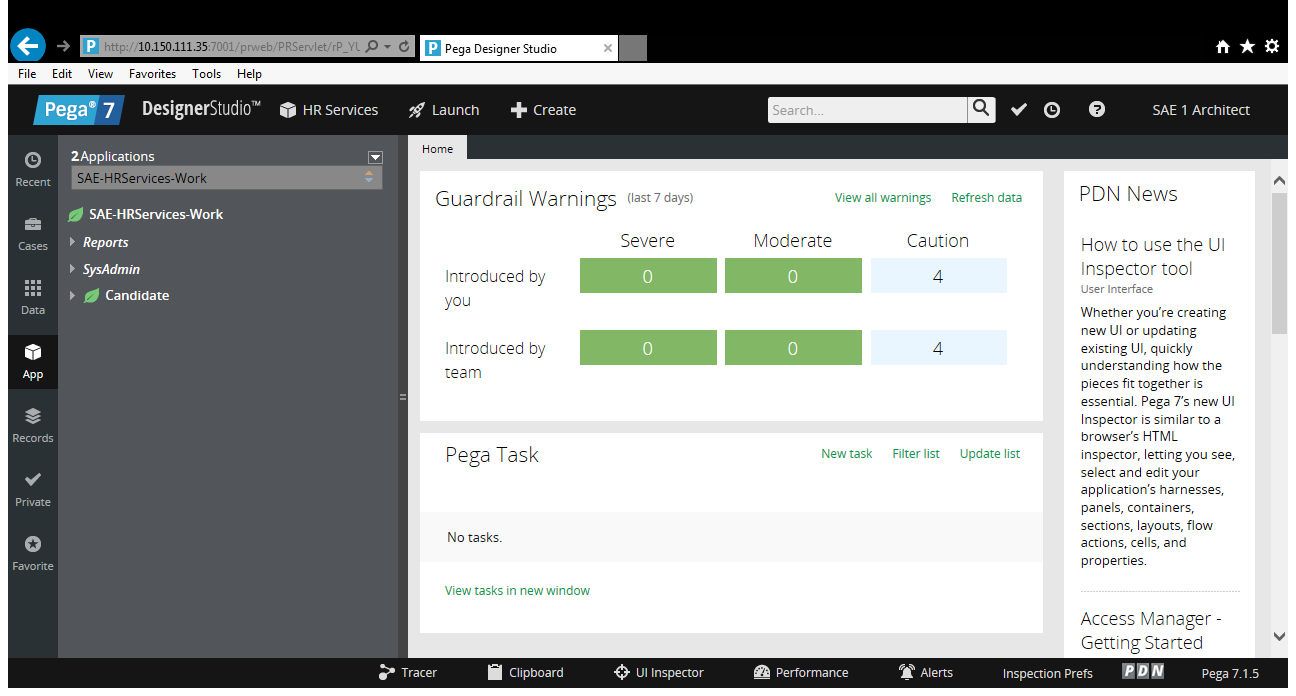 http://10.150.111.35:7001/prweb/PRServlet/rP_YU
Pega Designer Studio
File Edit View Favorites Tools Help
Pega® 7 DesignerStudio™ HR Services Launch Create Search... SAE 1 Architect
Recent
Cases
Data
App
Records
Private
Favorite
2 Applications
SAE-HRServices-Work
SAE-HRServices-Work
Reports
SysAdmin
Candidate
Home
Guardrail Warnings (last 7 days) View all warnings Refresh data
Severe Moderate Caution
Introduced by
you
0 0 4
Introduced by
team
0 0 4
Pega Task New task Filter list Update list
No tasks.
View tasks in new window
PDN News
How to use the UI
Inspector tool
User Interface
Whether you're creating
new UI or updating
existing UI, quickly
understanding how the
pieces fit together is
essential. Pega 7's new UI
Inspector is similar to a
browser's HTML
inspector, letting you see,
select and edit your
application's harnesses,
panels, containers,
sections, layouts, flow
actions, cells, and
properties.
Access Manager -
Getting Started
Tracer Clipboard UI Inspector Performance Alerts Inspection Prefs PDN Pega 7.1.5